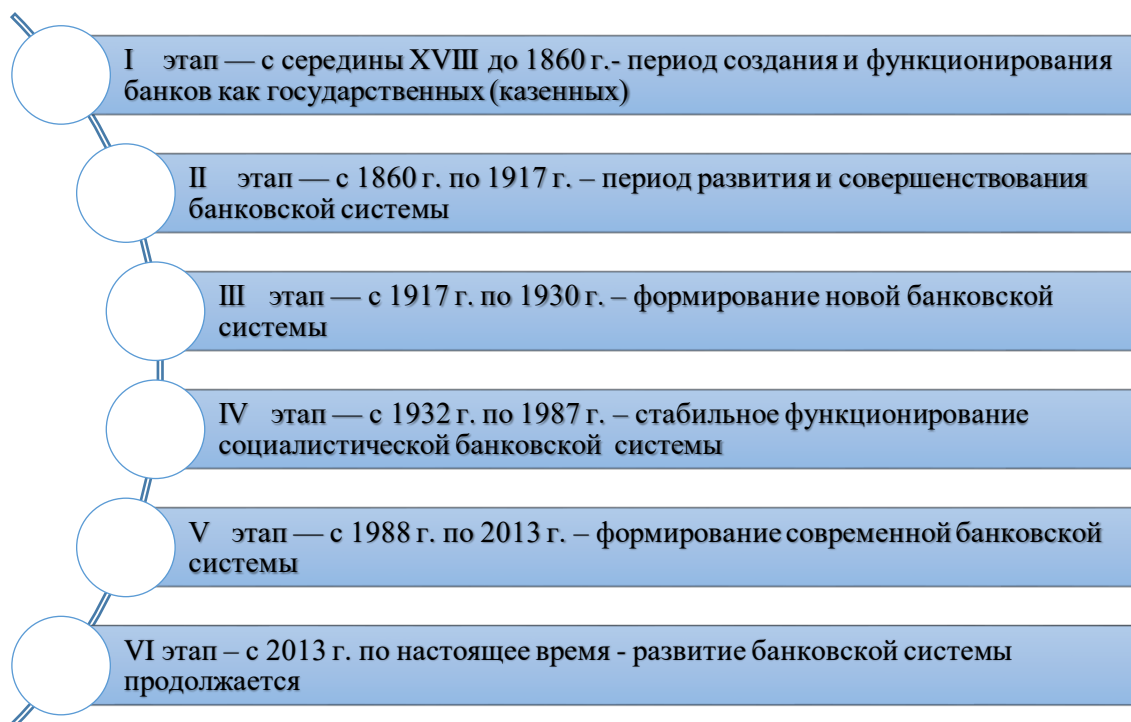 I этап — с середины XVIII до 1860 г.- период создания и функционирования
банков как государственных (казенных)
II этап — с 1860 г. по 1917 г. – период развития и совершенствования
банковской системы
III этап — с 1917 г. по 1930 г. – формирование новой банковской
системы
IV этап — с 1932 г. по 1987 г. – стабильное функционирование
социалистической банковской системы
V этап — с 1988 г. по 2013 г. – формирование современной банковской
системы
VI этап – с 2013 г. по настоящее время - развитие банковской системы
продолжается